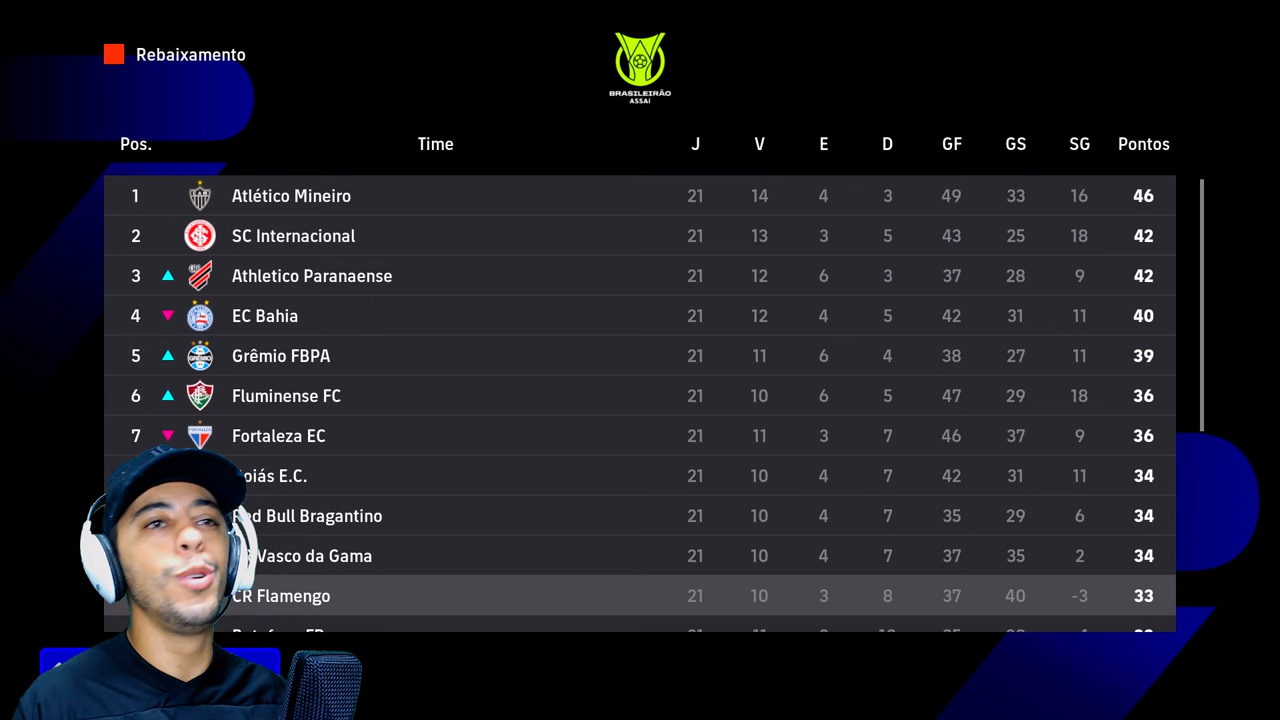 Rebaixamento
BRASILEIRÃO
ASSAÍ
Pos. Time J V E D GF GS SG Pontos
1 Atlético Mineiro 21 14 4 3 49 33 16 46
2 SC Internacional 21 13 3 5 43 25 18 42
3 Athletico Paranaense 21 12 6 3 37 28 9 42
4 EC Bahia 21 12 4 5 42 31 11 40
5 Grêmio FBPA 21 11 6 4 38 27 11 39
6 Fluminense FC 21 10 6 5 47 29 18 36
7 Fortaleza EC 21 11 3 7 46 37 9 36
oiás E.C. 21 10 4 7 42 31 11 34
Red Bull Bragantino 21 10 4 7 35 29 6 34
Vasco da Gama 21 10 4 7 37 35 2 34
CR Flamengo 21 10 3 8 37 40 -3 33